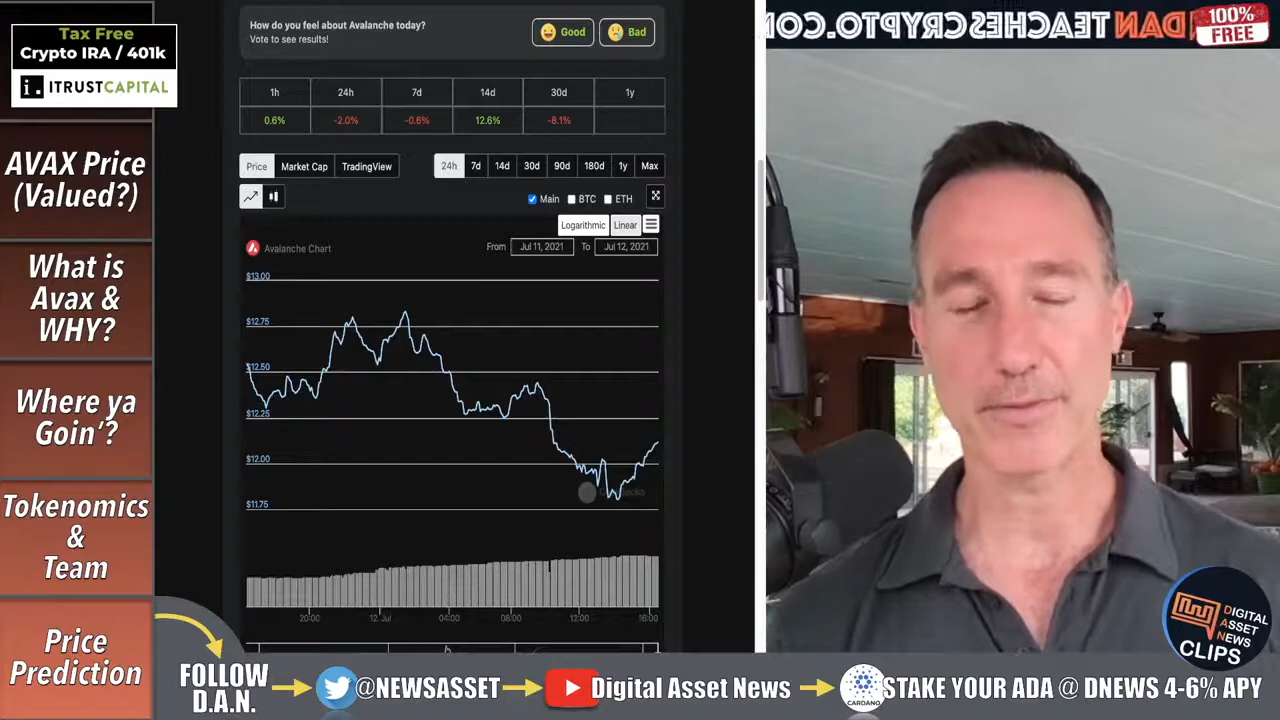 Tax Free
Crypto IRA / 401k
i. ITRUSTCAPITAL
AVAX Price
(Valued?)
What is
Avax &
WHY?
Where ya
Goin'?
Tokenomics
&
Team
Price
Prediction
How do you feel about Avalanche today?
Vote to see results!
Good
Bad
1h 24h 7d 14d 30d 1y
0.6% -2.0% -0.6% 12.6% -8.1%
Price Market Cap TradingView
24h 7d 14d 30d 90d 180d 1y Max
Main BTC ETH
Logarithmic Linear
Avalanche Chart
From Jul 11, 2021 To Jul 12, 2021
$13.00
$12.75
$12.50
$12.25
$12.00
$11.75
20:00 12. Jul 04:00 08:00 12:00 16:00
DAN TEACHESCRYPTO.CO
100%
FREE
DIGITAL
ASSET
NEWS
CLIPS
FOLLOW
D.A.N.
@NEWSASSET
Digital Asset News
CARDANO
STAKE YOUR ADA @ DNEWS 4-6% APY